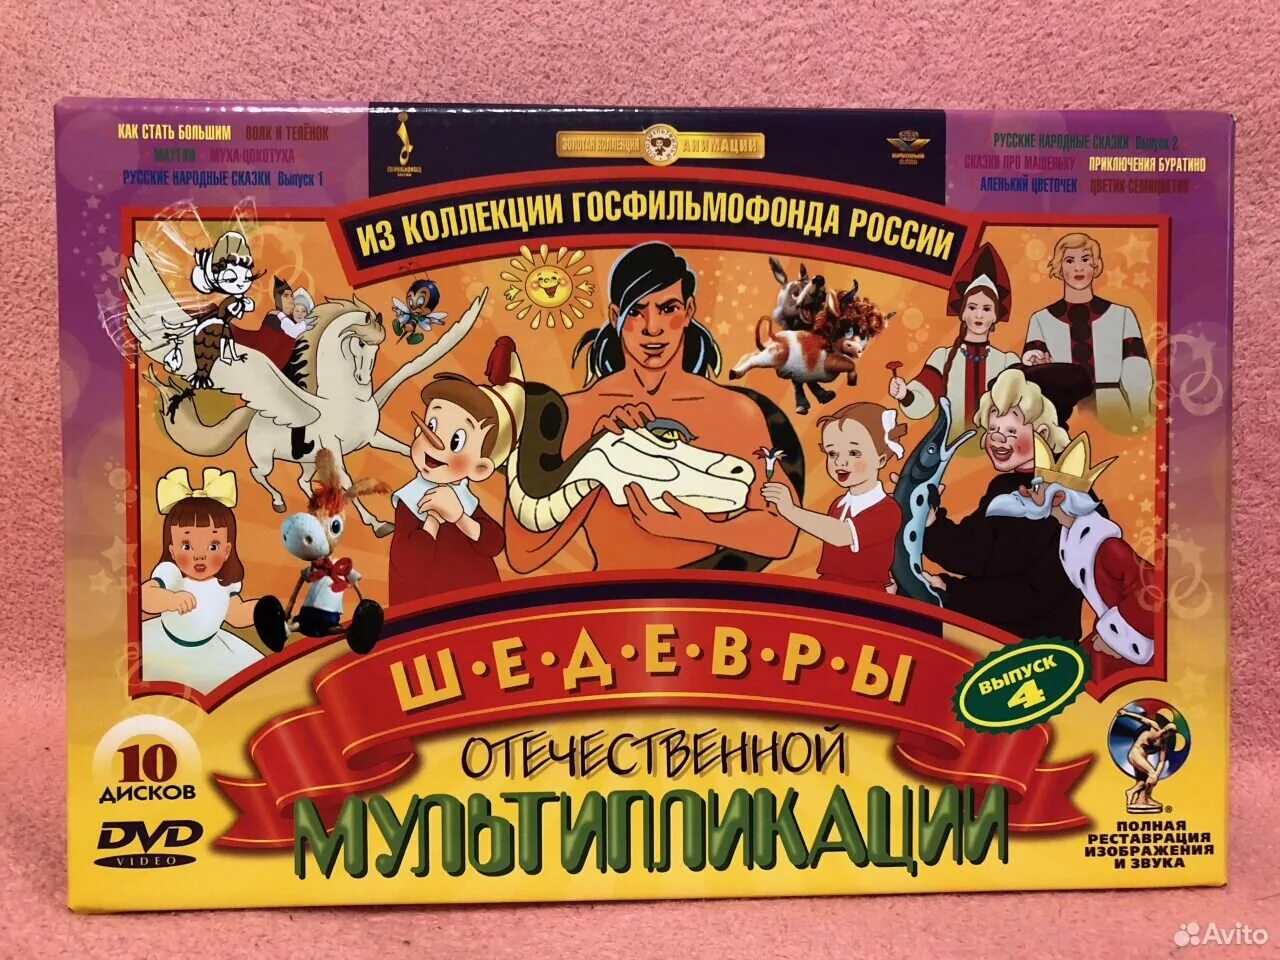 КАК СТАТЬ БОЛЬШИМ ВОЛК И ТЕЛЁНОК
МАУГЛИ МУХА-ЦОКОТУХА
РУССКИЕ НАРОДНЫЕ СКАЗКИ Выпуск 1
ЗОЛОТАЯ КОЛЛЕКЦИЯ АНИМАЦИИ
РУССКИЕ НАРОДНЫЕ СКАЗКИ Выпуск 2
СКАЗКИ ПРО МАШЕНЬКУ ПРИКЛЮЧЕНИЯ БУРАТИНО
АЛЕНЬКИЙ ЦВЕТОЧЕК ЦВЕТИК-СЕМИЦВЕТИК
ИЗ КОЛЛЕКЦИИ ГОСФИЛЬМОФОНДА РОССИИ
Ш·Е·Д·Е·В·Р·Ы
ВЫПУСК
4
ОТЕЧЕСТВЕННОЙ
МУЛЬТИПЛИКАЦИИ
10
ДИСКОВ
DVD
VIDEO
®
ПОЛНАЯ
РЕСТАВРАЦИЯ
ИЗОБРАЖЕНИЯ
И ЗВУКА
Avito